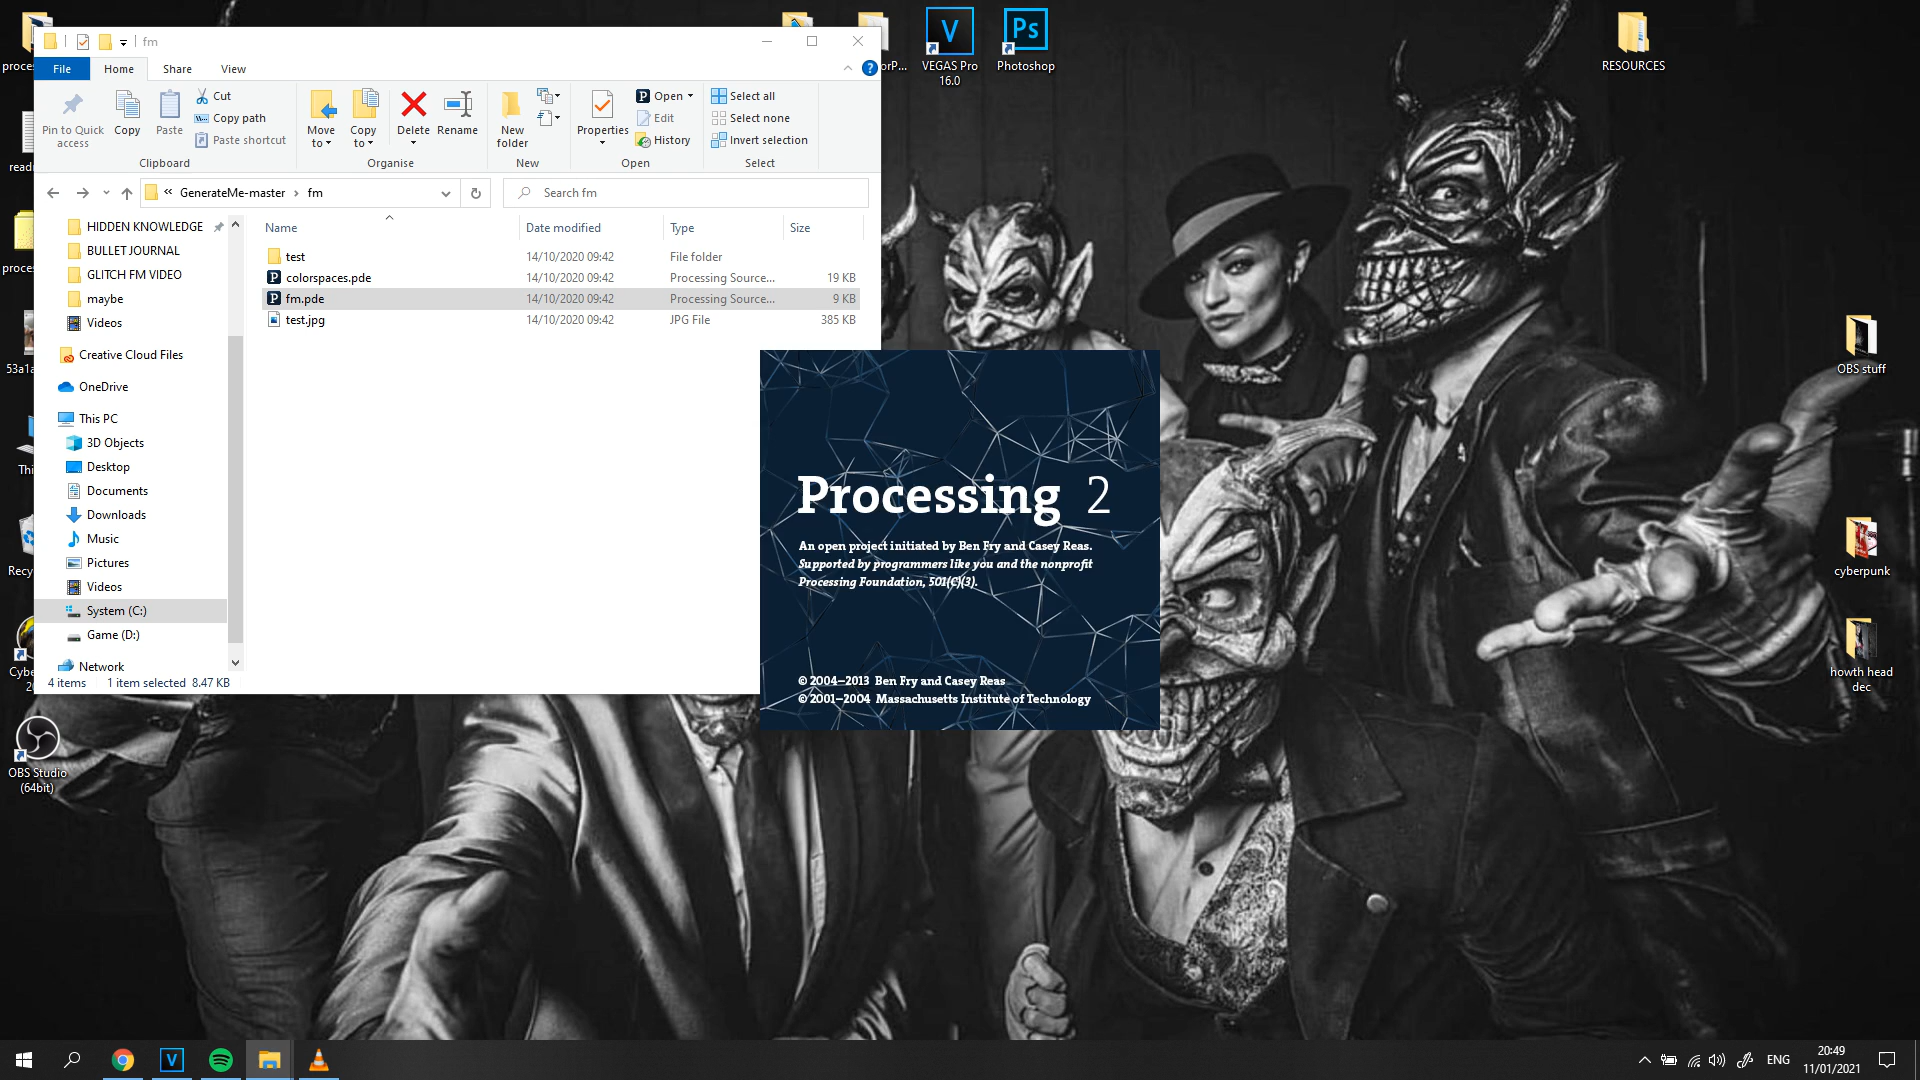 fm
File
Home
Share
View
Pin to Quick
access
Copy
Paste
Cut
Copy path
Paste shortcut
Clipboard
Move
to
Copy
to
Delete
Rename
Organise
New
folder
New
Properties
Open
Edit
History
Open
Select all
Select none
Invert selection
Select
« GenerateMe-master › fm
Search fm
HIDDEN KNOWLEDGE
BULLET JOURNAL
GLITCH FM VIDEO
maybe
Videos
Creative Cloud Files
OneDrive
This PC
3D Objects
Desktop
Documents
Downloads
Music
Pictures
Videos
System (C:)
Game (D:)
Network
Name Date modified Type Size
test 14/10/2020 09:42 File folder
colorspaces.pde 14/10/2020 09:42 Processing Source... 19 KB
fm.pde 14/10/2020 09:42 Processing Source... 9 KB
test.jpg 14/10/2020 09:42 JPG File 385 KB
4 items 1 item selected 8.47 KB
Processing 2
An open project initiated by Ben Fry and Casey Reas.
Supported by programmers like you and the nonprofit
Processing Foundation, 501(C)(3).
© 2004–2013 Ben Fry and Casey Reas
© 2001–2004 Massachusetts Institute of Technology
V
VEGAS Pro
16.0
Ps
Photoshop
RESOURCES
OBS stuff
cyberpunk
howth head
dec
OBS Studio
(64bit)
V
ENG
20:49
11/01/2021